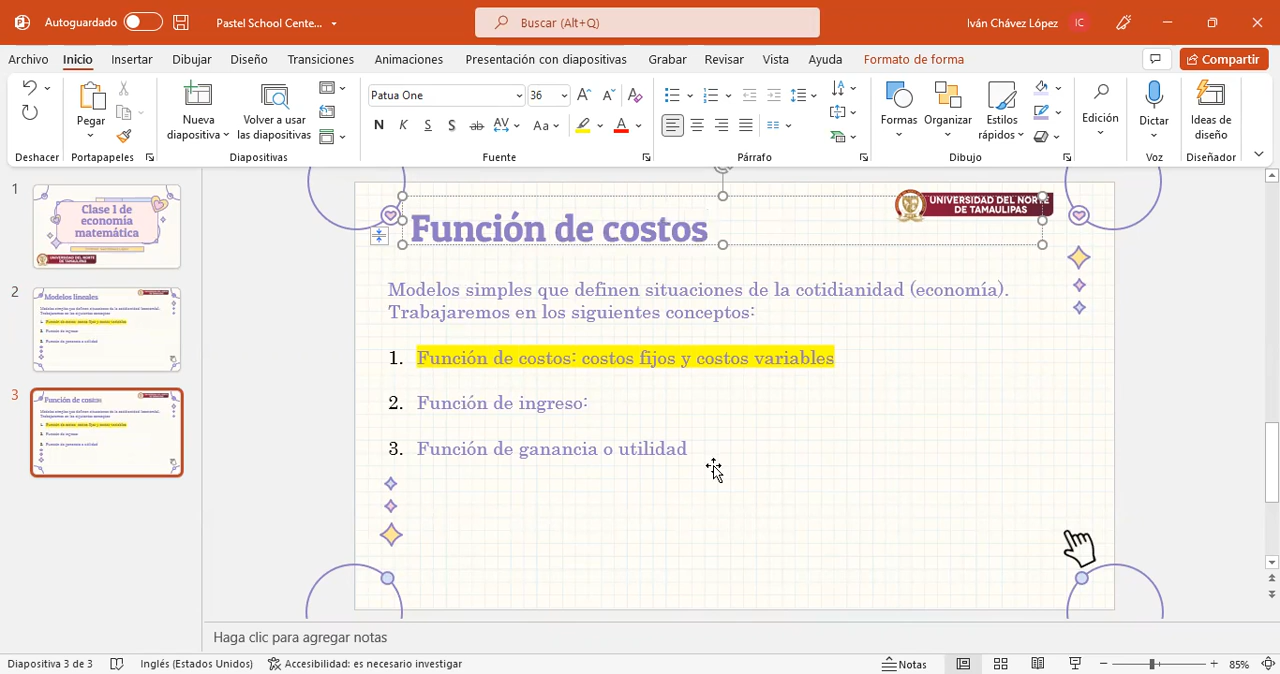 Autoguardado
Pastel School Cente...
Buscar (Alt+Q)
Iván Chávez López
IC
Archivo Inicio Insertar Dibujar Diseño Transiciones Animaciones Presentación con diapositivas Grabar Revisar Vista Ayuda Formato de forma
Compartir
Patua One 36
Pegar
Nueva diapositiva
Volver a usar las diapositivas
Formas
Organizar
Estilos rápidos
Edición
Dictar
Ideas de diseño
Deshacer Portapapeles Diapositivas Fuente Párrafo Dibujo Voz Diseñador
1
Clase 1 de
economía
matemática
2
Modelos lineales
3
Función de costos
Función de costos
UNIVERSIDAD DEL NORTE
DE TAMAULIPAS
Modelos simples que definen situaciones de la cotidianidad (economía).
Trabajaremos en los siguientes conceptos:
1. Función de costos: costos fijos y costos variables
2. Función de ingreso:
3. Función de ganancia o utilidad
Haga clic para agregar notas
Diapositiva 3 de 3 Inglés (Estados Unidos) Accesibilidad: es necesario investigar Notas 85%